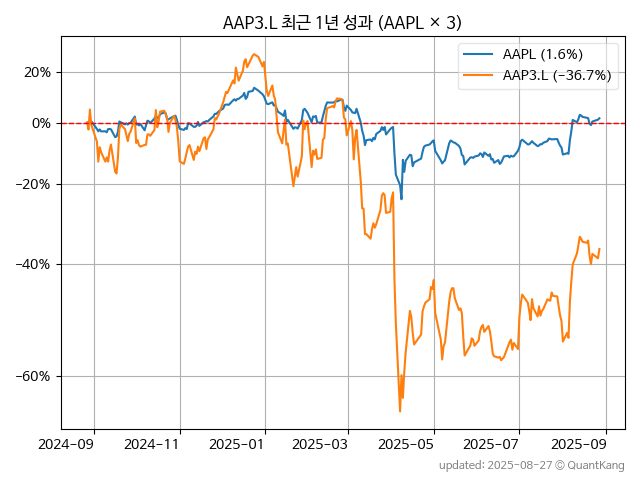 AAP3.L 최근 1년 성과 (AAPL × 3)
AAPL (1.6%)
AAP3.L (−36.7%)
20%
0%
−20%
−40%
−60%
2024-09 2024-11 2025-01 2025-03 2025-05 2025-07 2025-09
updated: 2025-08-27 © QuantKang